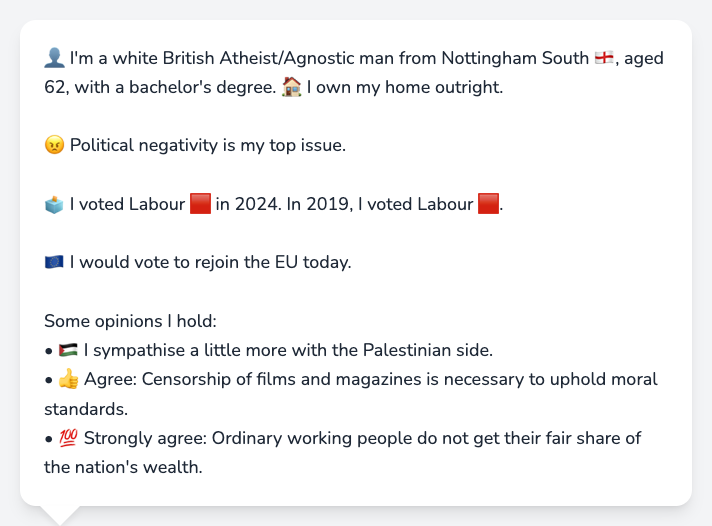 👤 I'm a white British Atheist/Agnostic man from Nottingham South 🏴󠁧󠁢󠁥󠁮󠁧󠁿, aged
62, with a bachelor's degree. 🏠 I own my home outright.
😠 Political negativity is my top issue.
🗳️ I voted Labour 🟥 in 2024. In 2019, I voted Labour 🟥.
🇪🇺 I would vote to rejoin the EU today.
Some opinions I hold:
• 🇵🇸 I sympathise a little more with the Palestinian side.
• 👍 Agree: Censorship of films and magazines is necessary to uphold moral
standards.
• 💯 Strongly agree: Ordinary working people do not get their fair share of
the nation's wealth.